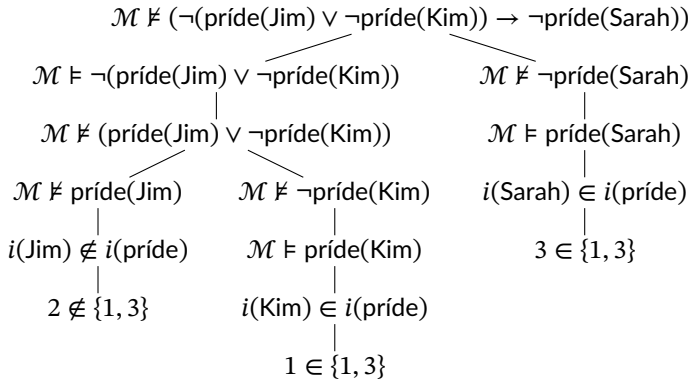 ℳ ⊭ (¬(príde(Jim) ∨ ¬príde(Kim)) → ¬príde(Sarah))
ℳ ⊨ ¬(príde(Jim) ∨ ¬príde(Kim)) ℳ ⊭ ¬príde(Sarah)
ℳ ⊭ (príde(Jim) ∨ ¬príde(Kim)) ℳ ⊨ príde(Sarah)
ℳ ⊭ príde(Jim) ℳ ⊭ ¬príde(Kim) i(Sarah) ∈ i(príde)
i(Jim) ∉ i(príde) ℳ ⊨ príde(Kim) 3 ∈ {1, 3}
2 ∉ {1, 3} i(Kim) ∈ i(príde)
1 ∈ {1, 3}